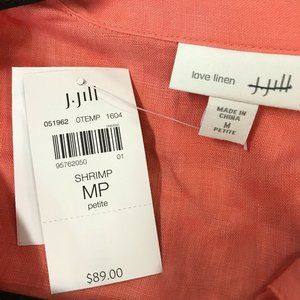 J.Jill
051962 0TEMP 1604
95762050 01
SHRIMP
MP
petite
$89.00
love linen J.Jill
MADE IN
CHINA
M
PETITE